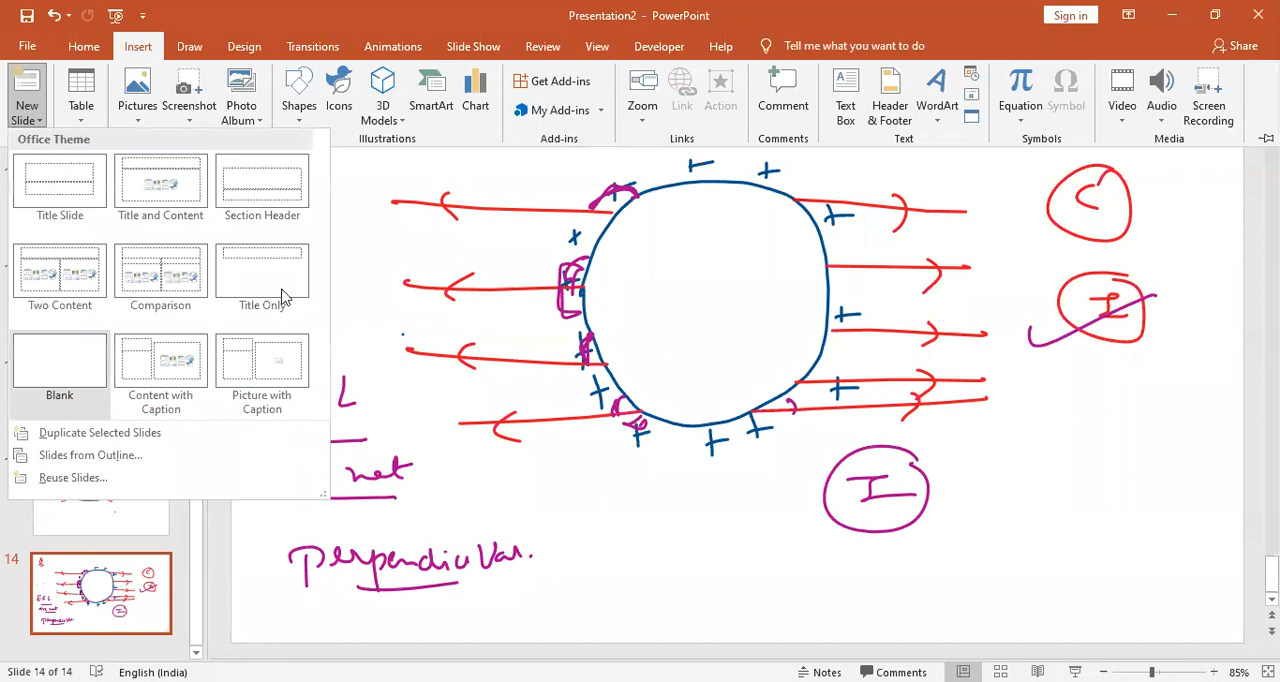 Presentation2 - PowerPoint
Sign in
File Home Insert Draw Design Transitions Animations Slide Show Review View Developer Help Tell me what you want to do Share
New Slide
Table
Pictures
Screenshot
Photo Album
Shapes
Icons
3D Models
SmartArt
Chart
Get Add-ins
My Add-ins
Zoom
Link
Action
Comment
Text Box
Header & Footer
WordArt
Equation
Symbol
Video
Audio
Screen Recording
Illustrations
Add-ins
Links
Comments
Text
Symbols
Media
Office Theme
Title Slide
Title and Content
Section Header
Two Content
Comparison
Title Only
Blank
Content with Caption
Picture with Caption
Duplicate Selected Slides
Slides from Outline...
Reuse Slides...
+ + + + + + + + + + + + + +
C
I
L
net
I
perpendicular.
14
Slide 14 of 14
English (India)
Notes
Comments
85%